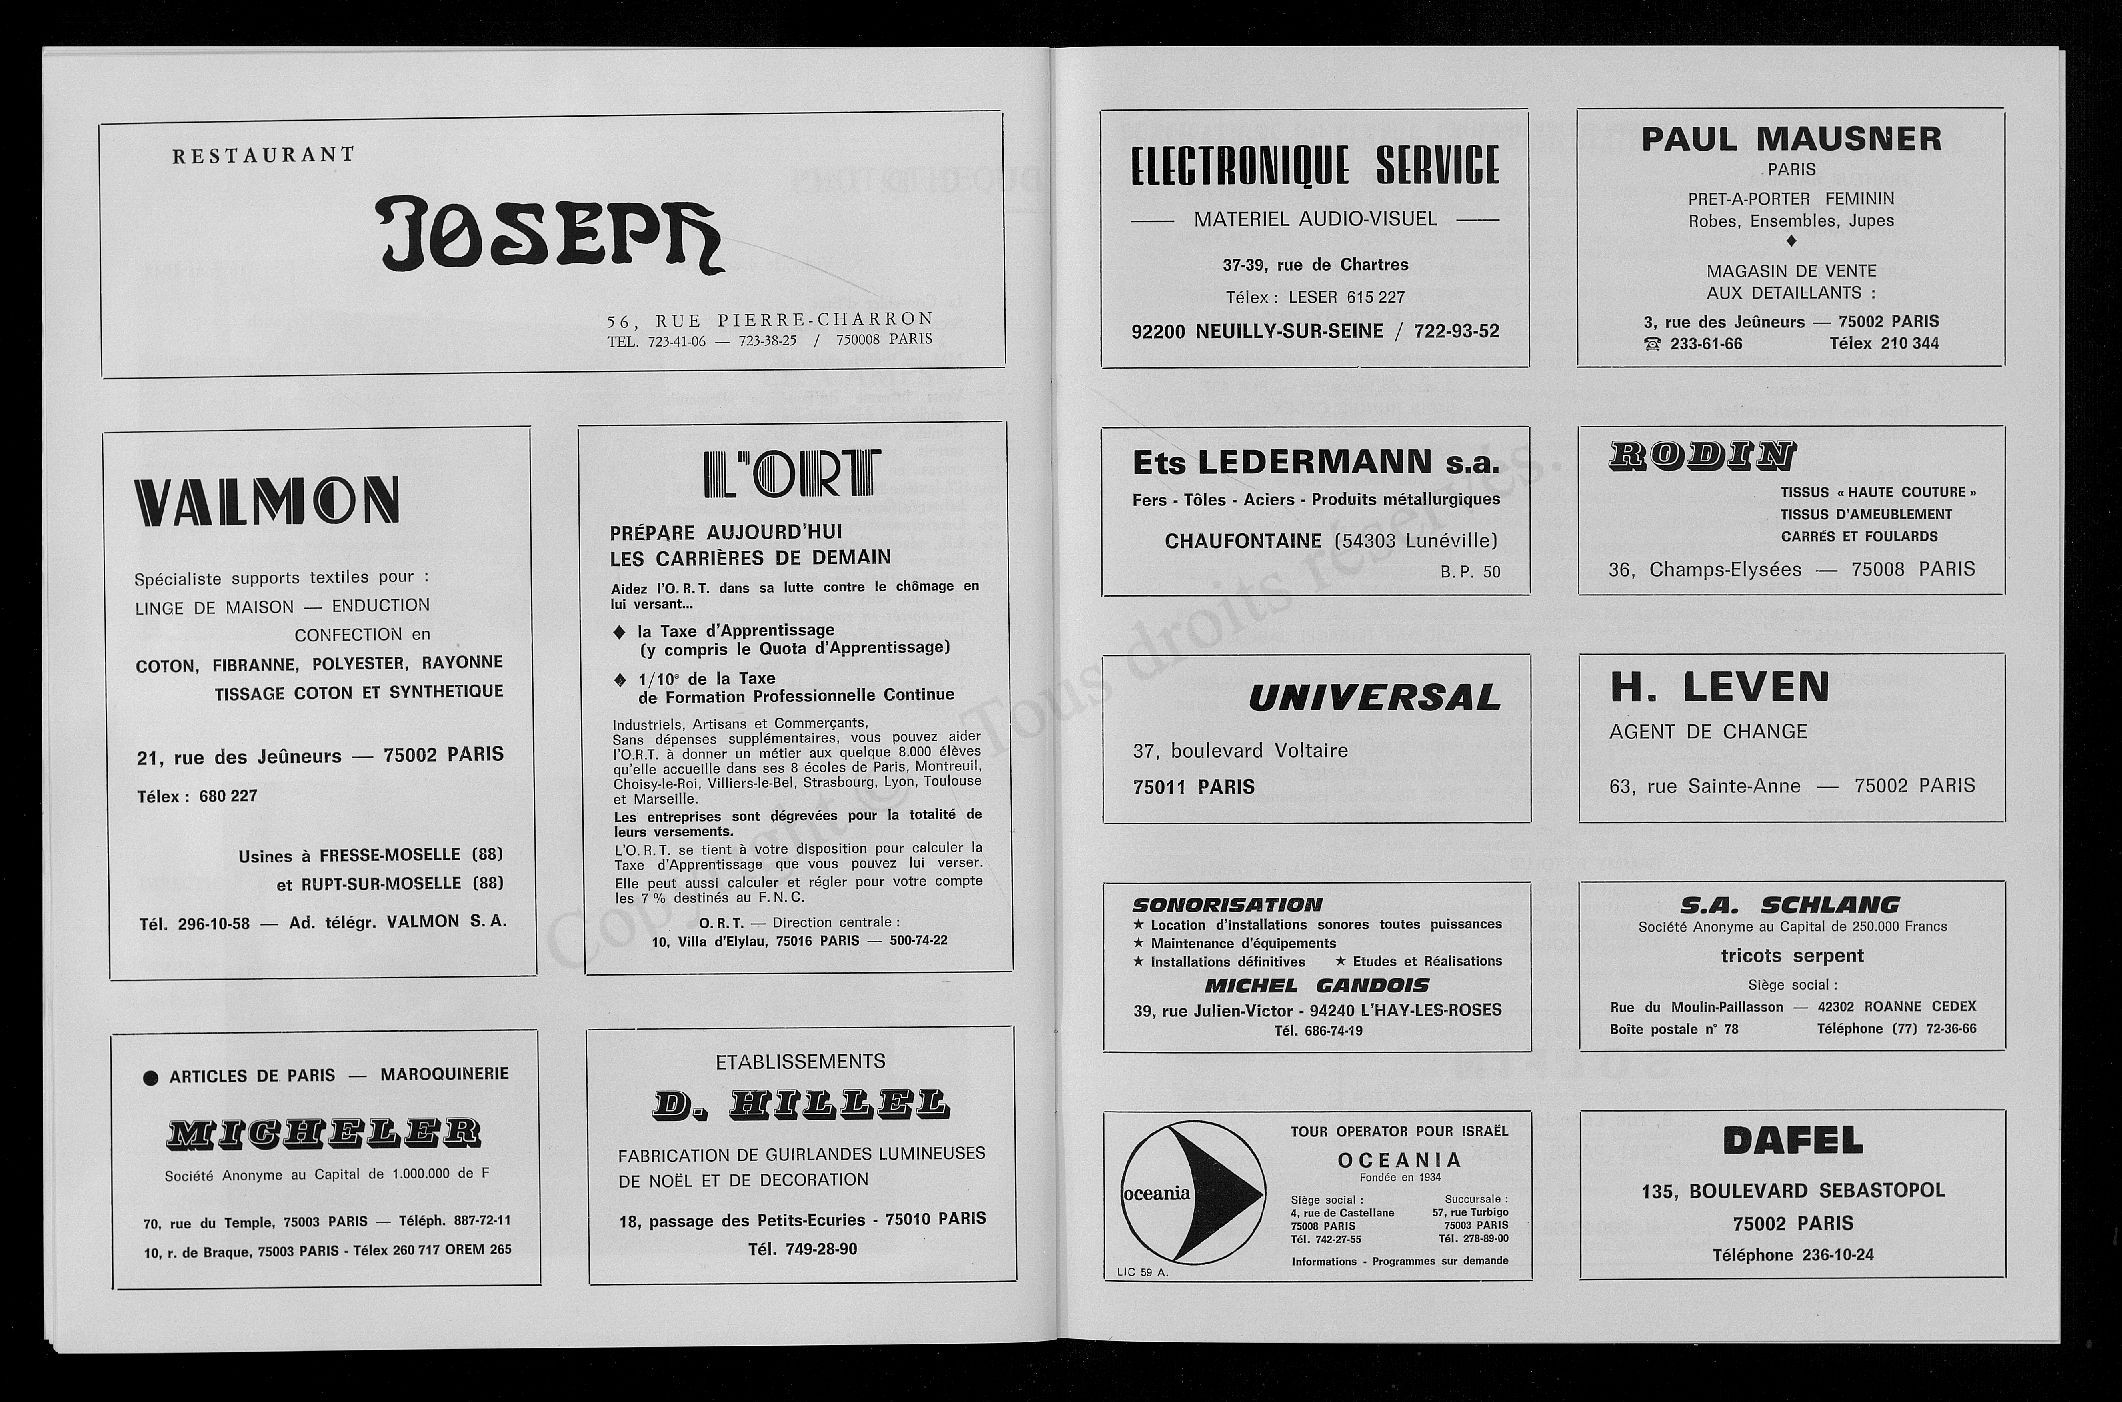 RESTAURANT
JOSEPH
56, RUE PIERRE-CHARRON
TEL. 723-41-06 — 723-38-25 / 750008 PARIS
VALMON
Spécialiste supports textiles pour :
LINGE DE MAISON — ENDUCTION
CONFECTION en
COTON, FIBRANNE, POLYESTER, RAYONNE
TISSAGE COTON ET SYNTHETIQUE
21, rue des Jeûneurs — 75002 PARIS
Télex : 680 227
Usines à FRESSE-MOSELLE (88)
et RUPT-SUR-MOSELLE (88)
Tél. 296-10-58 — Ad. télégr. VALMON S. A.
L'ORT
PRÉPARE AUJOURD'HUI
LES CARRIÈRES DE DEMAIN
Aidez l'O. R. T. dans sa lutte contre le chômage en
lui versant...
♦ la Taxe d'Apprentissage
(y compris le Quota d'Apprentissage)
♦ 1/10° de la Taxe
de Formation Professionnelle Continue
Industriels, Artisans et Commerçants,
Sans dépenses supplémentaires, vous pouvez aider
l'O.R.T. à donner un métier aux quelque 8.000 élèves
qu'elle accueille dans ses 8 écoles de Paris, Montreuil,
Choisy-le-Roi, Villiers-le-Bel, Strasbourg, Lyon, Toulouse
et Marseille.
Les entreprises sont dégrevées pour la totalité de
leurs versements.
L'O. R. T. se tient à votre disposition pour calculer la
Taxe d'Apprentissage que vous pouvez lui verser.
Elle peut aussi calculer et régler pour votre compte
les 7 % destinés au F. N. C.
O. R. T. — Direction centrale :
10, Villa d'Elylau, 75016 PARIS — 500-74-22
● ARTICLES DE PARIS — MAROQUINERIE
MICHELER
Société Anonyme au Capital de 1.000.000 de F
70, rue du Temple, 75003 PARIS — Téléph. 887-72-11
10, r. de Braque, 75003 PARIS - Télex 260 717 OREM 265
ETABLISSEMENTS
D. HILLEL
FABRICATION DE GUIRLANDES LUMINEUSES
DE NOËL ET DE DECORATION
18, passage des Petits-Ecuries - 75010 PARIS
Tél. 749-28-90
ELECTRONIQUE SERVICE
— MATERIEL AUDIO-VISUEL —
37-39, rue de Chartres
Télex : LESER 615 227
92200 NEUILLY-SUR-SEINE / 722-93-52
PAUL MAUSNER
PARIS
PRET-A-PORTER FEMININ
Robes, Ensembles, Jupes
♦
MAGASIN DE VENTE
AUX DETAILLANTS :
3, rue des Jeûneurs — 75002 PARIS
☎ 233-61-66 Télex 210 344
Ets LEDERMANN s.a.
Fers - Tôles - Aciers - Produits métallurgiques
CHAUFONTAINE (54303 Lunéville)
B. P. 50
RODIN
TISSUS « HAUTE COUTURE »
TISSUS D'AMEUBLEMENT
CARRÉS ET FOULARDS
36, Champs-Elysées — 75008 PARIS
UNIVERSAL
37, boulevard Voltaire
75011 PARIS
H. LEVEN
AGENT DE CHANGE
63, rue Sainte-Anne — 75002 PARIS
SONORISATION
★ Location d'Installations sonores toutes puissances
★ Maintenance d'équipements
★ Installations définitives ★ Etudes et Réalisations
MICHEL GANDOIS
39, rue Julien-Victor - 94240 L'HAY-LES-ROSES
Tél. 686-74-19
S.A. SCHLANG
Société Anonyme au Capital de 250.000 Francs
tricots serpent
Siège social :
Rue du Moulin-Paillasson — 42302 ROANNE CEDEX
Boîte postale n° 78 Téléphone (77) 72-36-66
oceania
LIC 59 A.
TOUR OPERATOR POUR ISRAËL
OCEANIA
Fondée en 1934
Siège social : Succursale :
4, rue de Castellane 57, rue Turbigo
75008 PARIS 75003 PARIS
Tél. 742-27-55 Tél. 278-89-00
Informations - Programmes sur demande
DAFEL
135, BOULEVARD SEBASTOPOL
75002 PARIS
Téléphone 236-10-24
Copyright © Tous droits réservés.